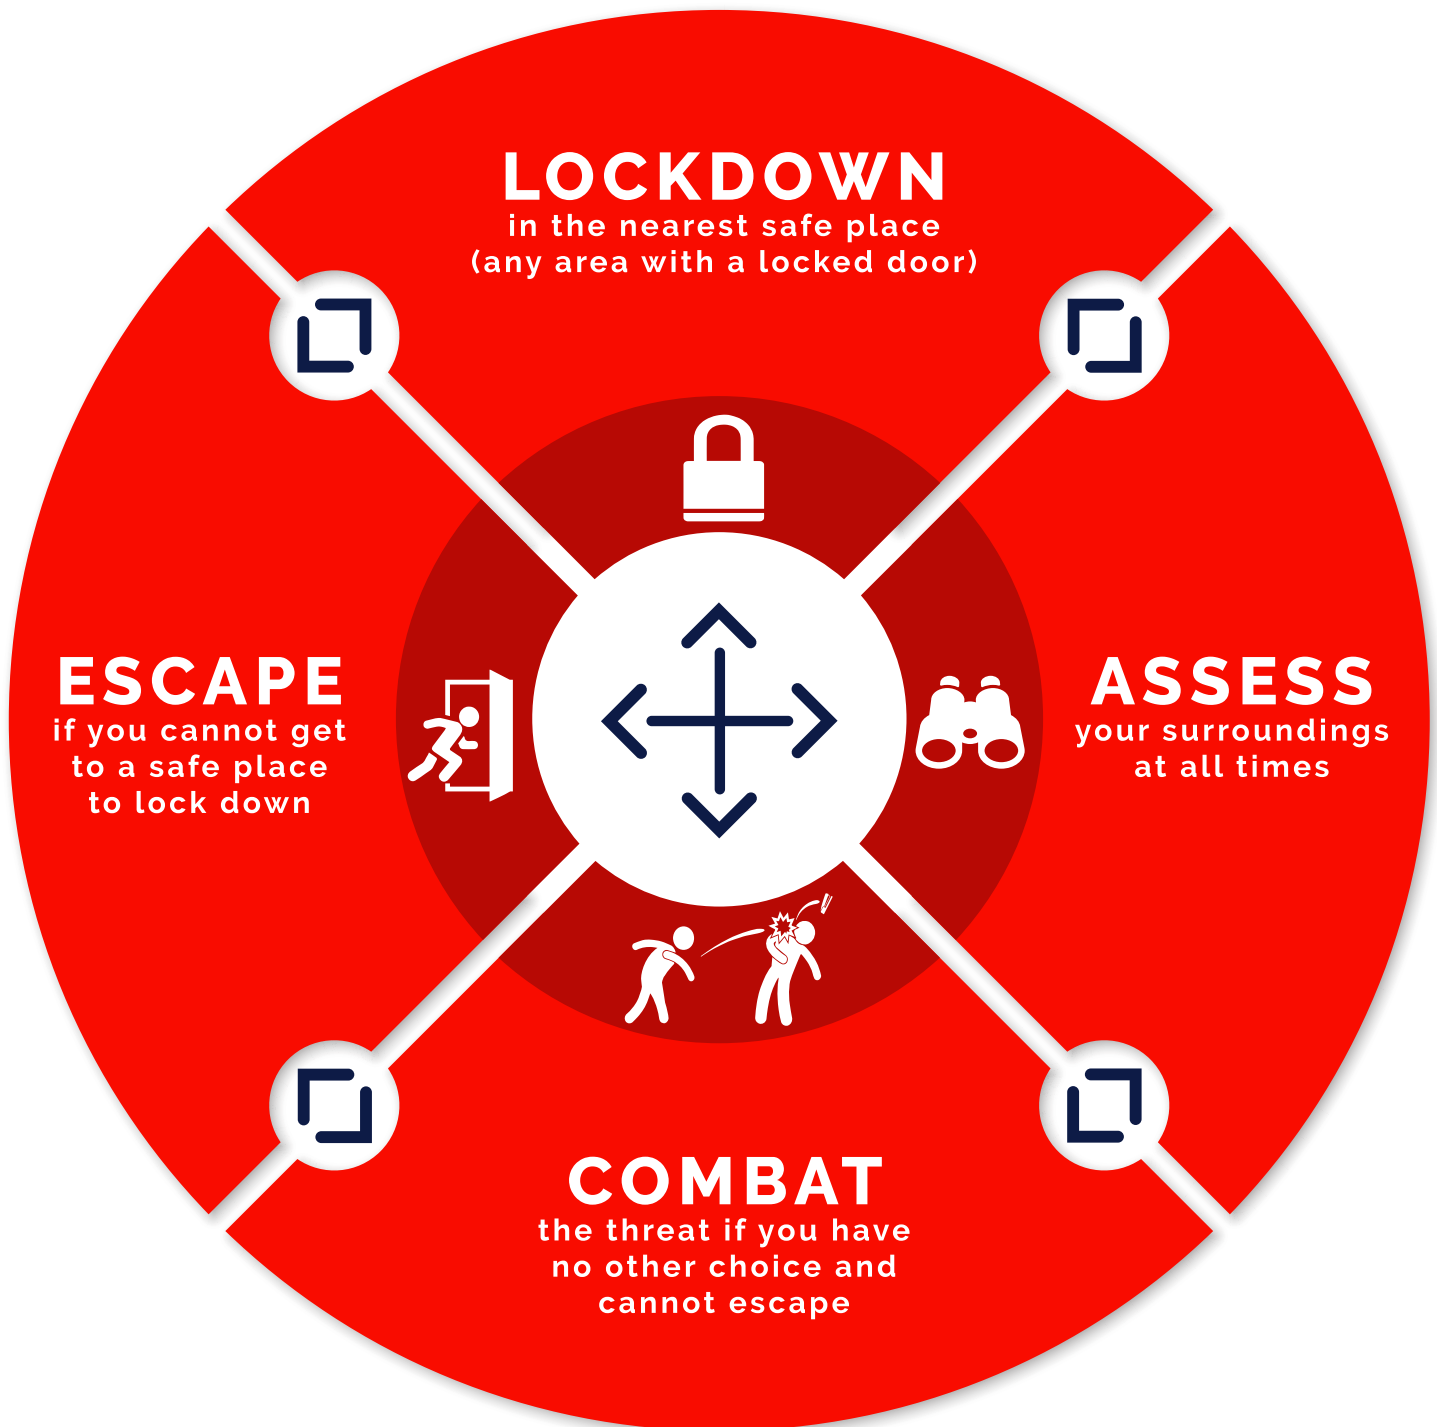 LOCKDOWN
in the nearest safe place
(any area with a locked door)
ESCAPE
if you cannot get
to a safe place
to lock down
ASSESS
your surroundings
at all times
COMBAT
the threat if you have
no other choice and
cannot escape